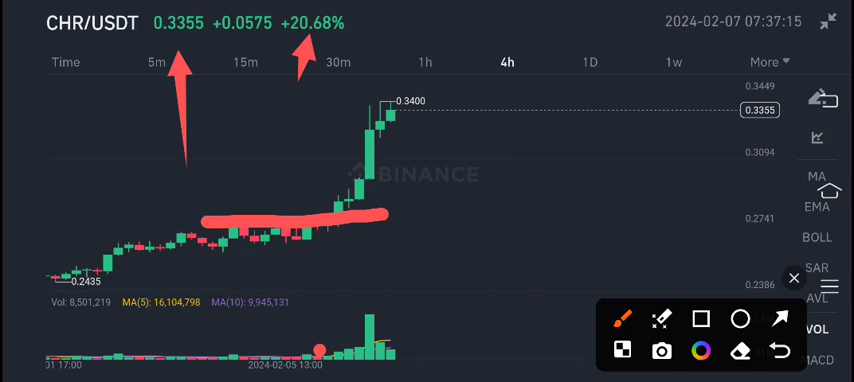 CHR/USDT 0.3355 +0.0575 +20.68% 2024-02-07 07:37:15
Time 5m 15m 30m 1h 4h 1D 1w More
0.3449
0.3400
0.3355
0.3094
BINANCE
MA
EMA
0.2741
BOLL
SAR
0.2435
0.2386
AVL
Vol: 8,501,219 MA(5): 16,104,798 MA(10): 9,945,131
VOL
MACD
01 17:00 2024-02-05 13:00